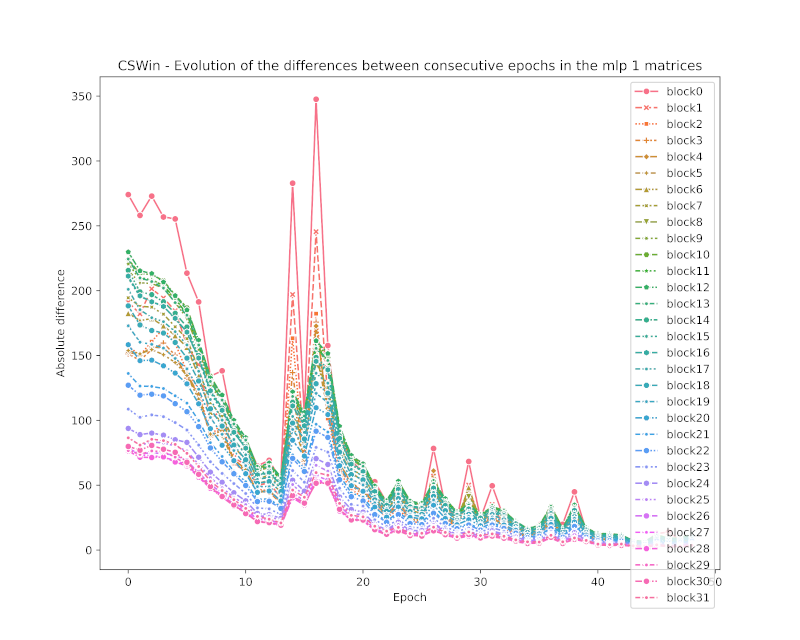 CSWin - Evolution of the differences between consecutive epochs in the mlp 1 matrices
Absolute difference
350
300
250
200
150
100
50
0
0
10
20
30
40
50
Epoch
block0
block1
block2
block3
block4
block5
block6
block7
block8
block9
block10
block11
block12
block13
block14
block15
block16
block17
block18
block19
block20
block21
block22
block23
block24
block25
block26
block27
block28
block29
block30
block31